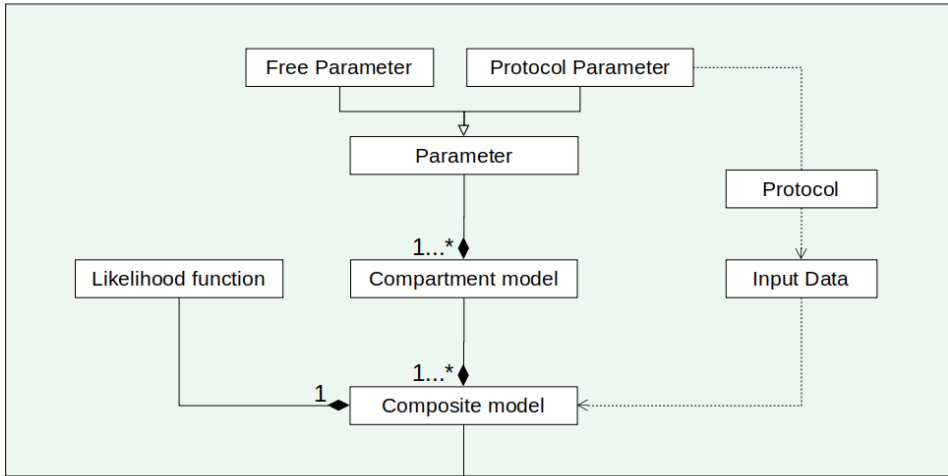 Free Parameter
Protocol Parameter
Parameter
Protocol
1...*
Likelihood function
Compartment model
Input Data
1...*
1
Composite model